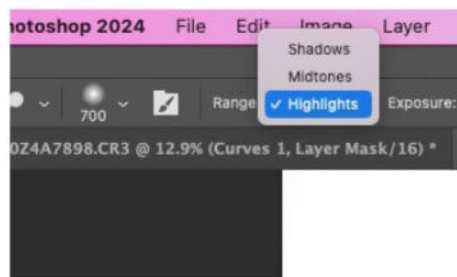 otoshop 2024 File Edit Image Layer
Shadows
Midtones
✓ Highlights
700
Range
Exposure:
0Z4A7898.CR3 @ 12.9% (Curves 1, Layer Mask/16) *